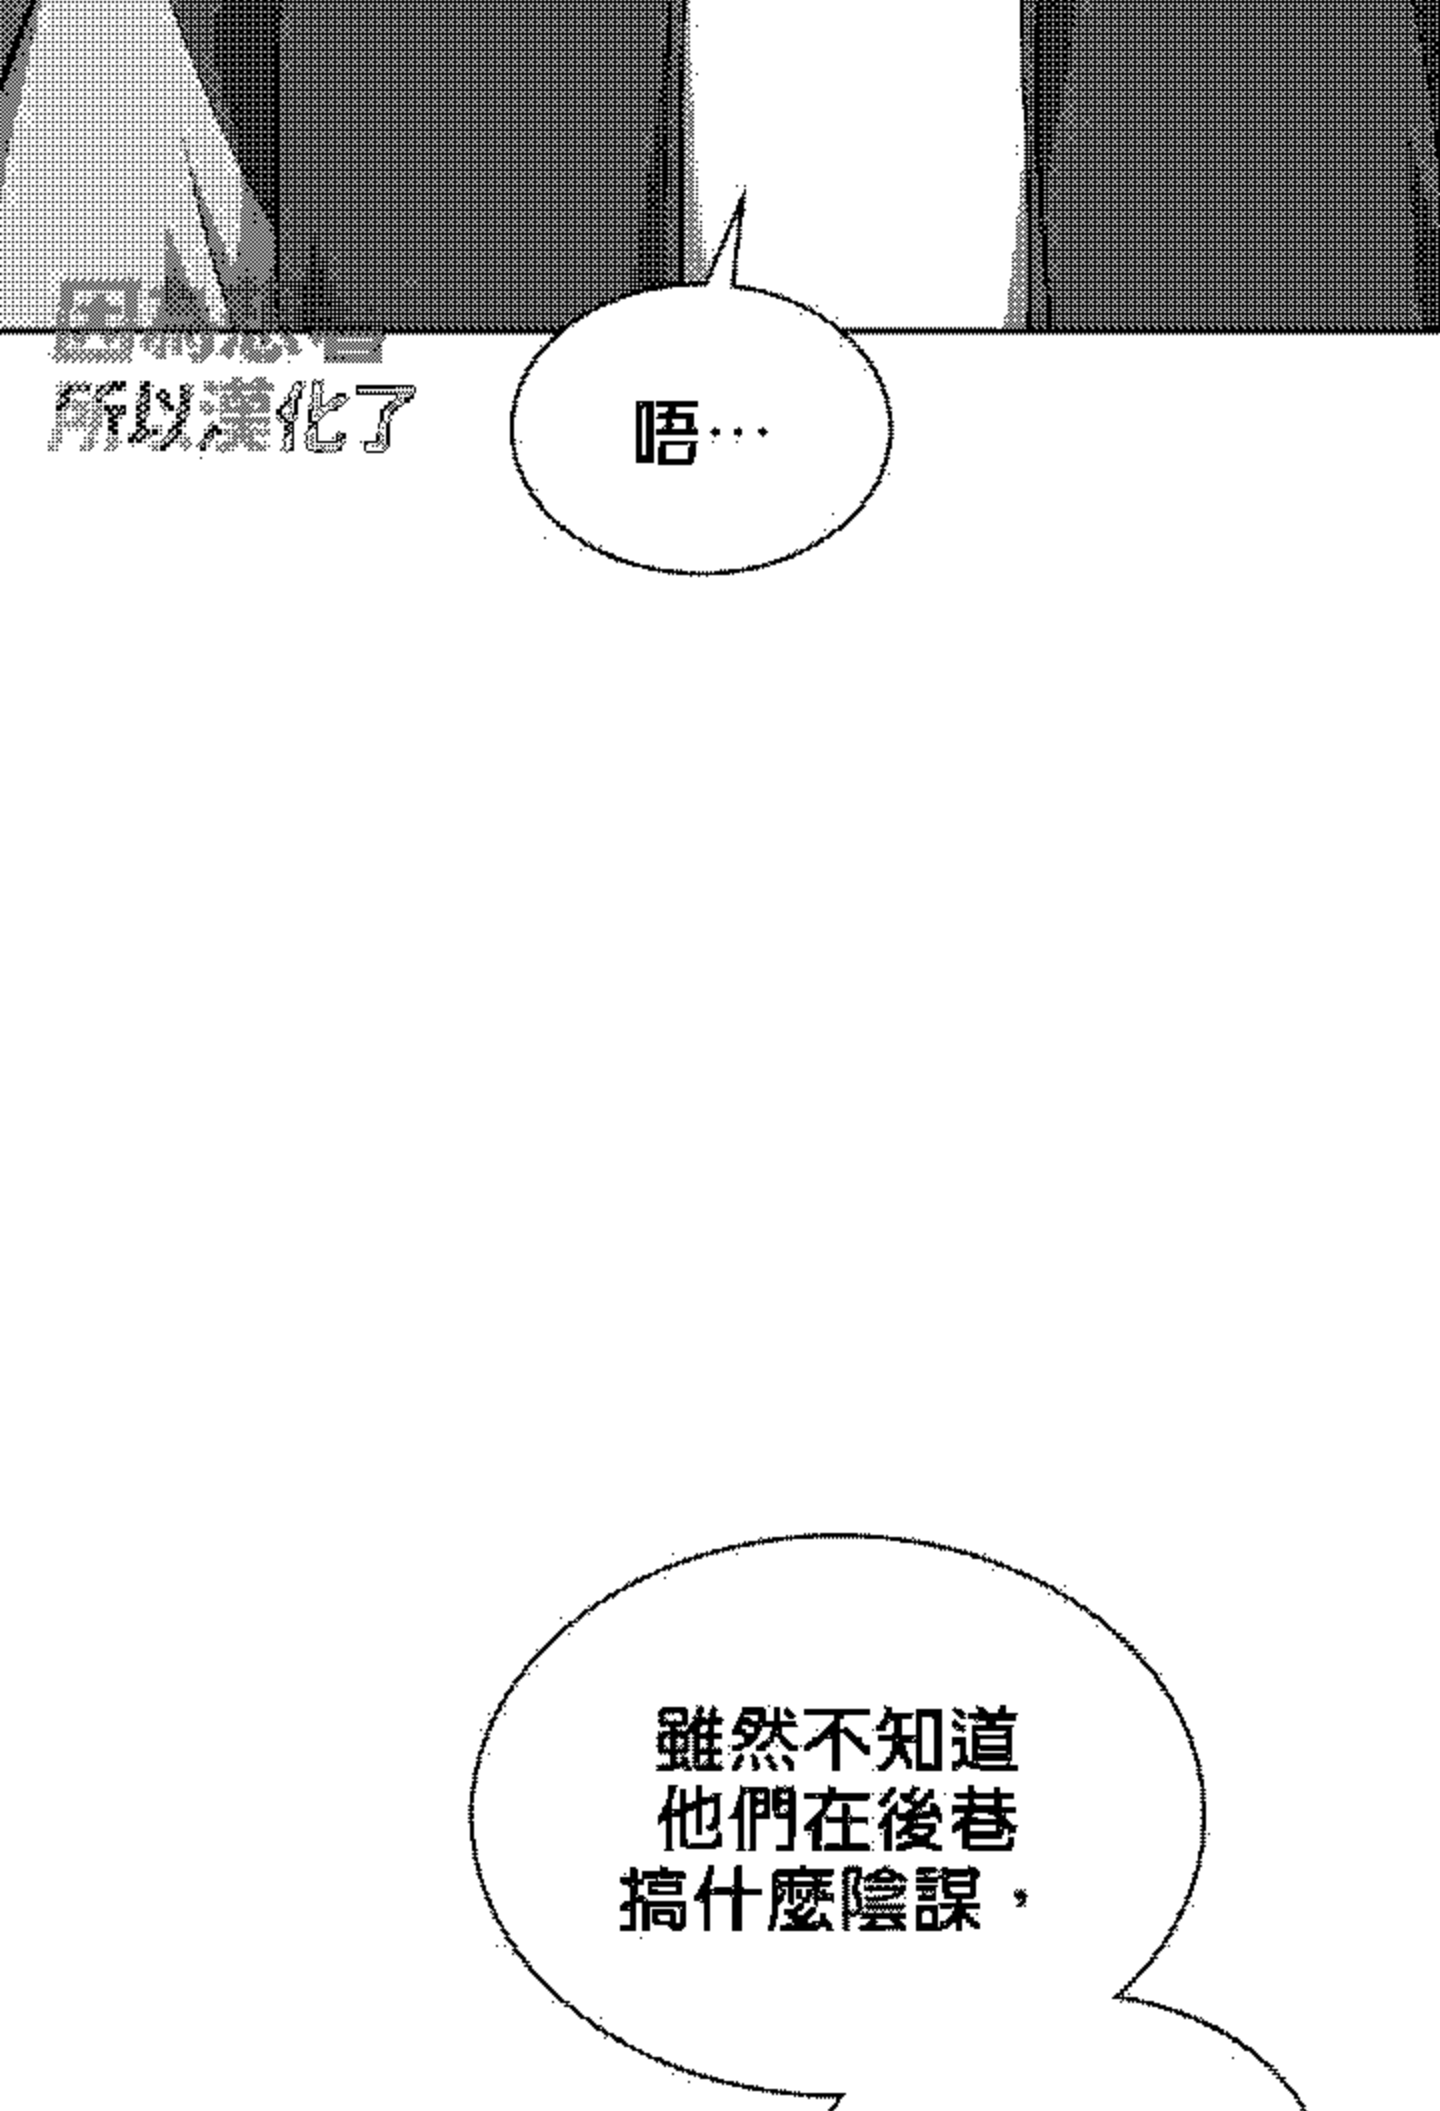 所以漢化了
唔…
雖然不知道
他們在後巷
搞什麼陰謀，